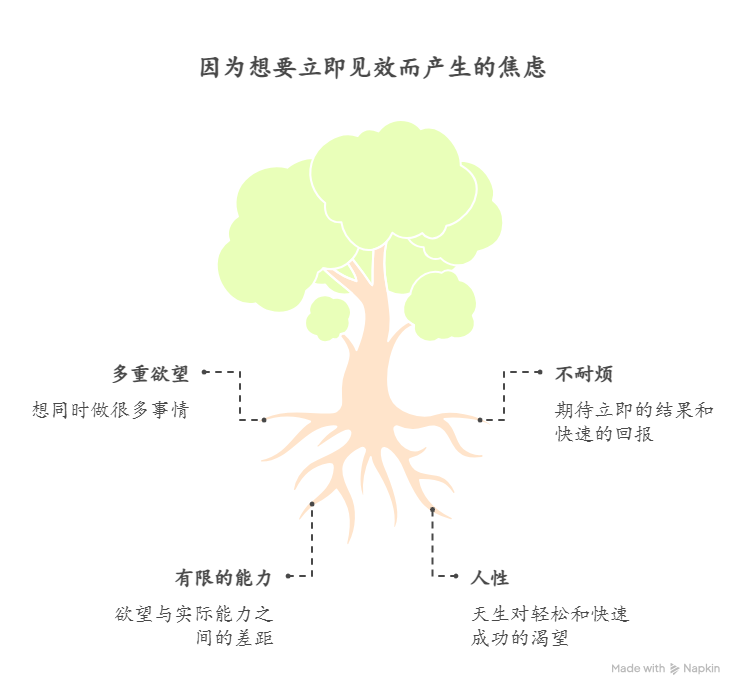 因为想要立即见效而产生的焦虑
多重欲望
想同时做很多事情
不耐烦
期待立即的结果和
快速的回报
有限的能力
欲望与实际能力之
间的差距
人性
天生对轻松和快速
成功的渴望
Made with Napkin